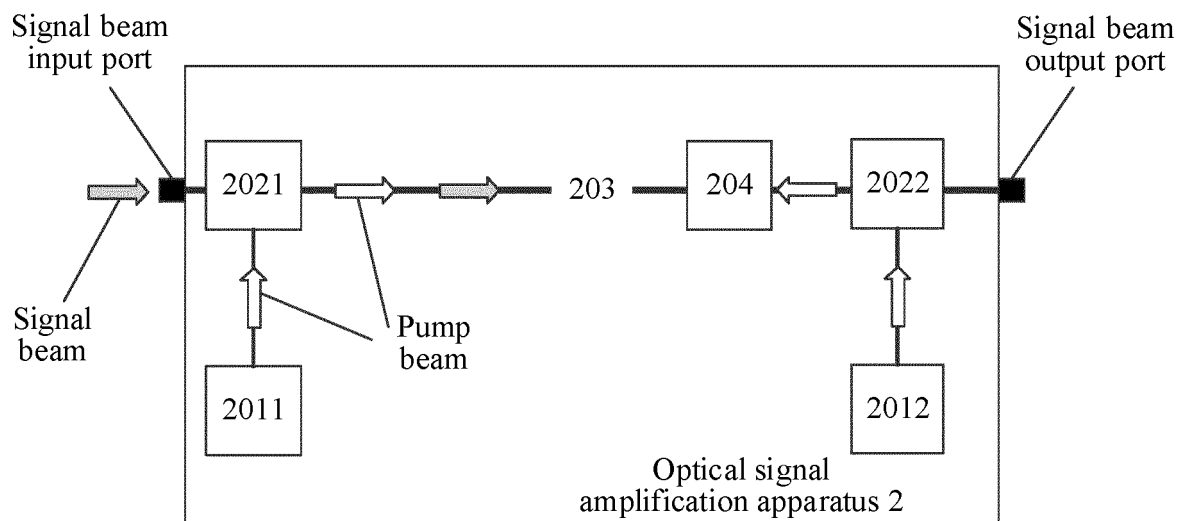 Signal beam
input port
Signal beam
output port
2021
203
204
2022
Signal
beam
Pump
beam
2011
2012
Optical signal
amplification apparatus 2